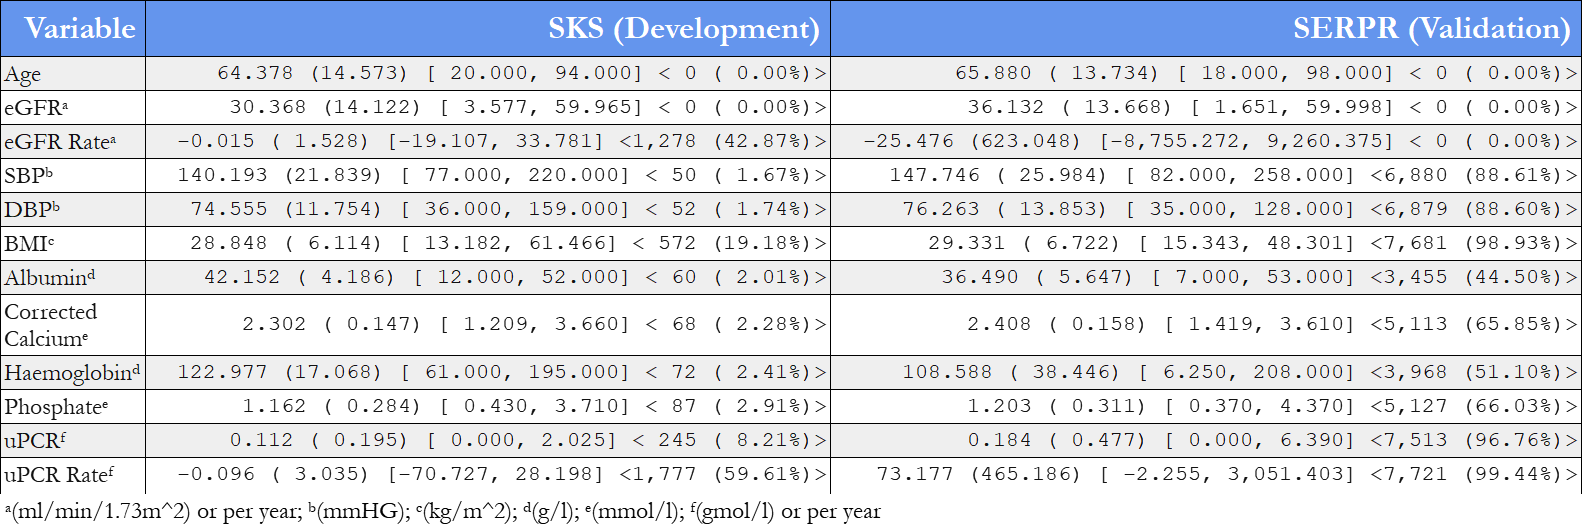 Variable SKS (Development) SERPR (Validation)
Age 64.378 (14.573) [ 20.000, 94.000] < 0 ( 0.00%)> 65.880 ( 13.734) [ 18.000, 98.000] < 0 ( 0.00%)>
eGFRᵃ 30.368 (14.122) [ 3.577, 59.965] < 0 ( 0.00%)> 36.132 ( 13.668) [ 1.651, 59.998] < 0 ( 0.00%)>
eGFR Rateᵃ -0.015 ( 1.528) [-19.107, 33.781] <1,278 (42.87%)> -25.476 (623.048) [-8,755.272, 9,260.375] < 0 ( 0.00%)>
SBPᵇ 140.193 (21.839) [ 77.000, 220.000] < 50 ( 1.67%)> 147.746 ( 25.984) [ 82.000, 258.000] <6,880 (88.61%)>
DBPᵇ 74.555 (11.754) [ 36.000, 159.000] < 52 ( 1.74%)> 76.263 ( 13.853) [ 35.000, 128.000] <6,879 (88.60%)>
BMIᶜ 28.848 ( 6.114) [ 13.182, 61.466] < 572 (19.18%)> 29.331 ( 6.722) [ 15.343, 48.301] <7,681 (98.93%)>
Albuminᵈ 42.152 ( 4.186) [ 12.000, 52.000] < 60 ( 2.01%)> 36.490 ( 5.647) [ 7.000, 53.000] <3,455 (44.50%)>
Corrected
Calciumᵉ 2.302 ( 0.147) [ 1.209, 3.660] < 68 ( 2.28%)> 2.408 ( 0.158) [ 1.419, 3.610] <5,113 (65.85%)>
Haemoglobinᵈ 122.977 (17.068) [ 61.000, 195.000] < 72 ( 2.41%)> 108.588 ( 38.446) [ 6.250, 208.000] <3,968 (51.10%)>
Phosphateᵉ 1.162 ( 0.284) [ 0.430, 3.710] < 87 ( 2.91%)> 1.203 ( 0.311) [ 0.370, 4.370] <5,127 (66.03%)>
uPCRᶠ 0.112 ( 0.195) [ 0.000, 2.025] < 245 ( 8.21%)> 0.184 ( 0.477) [ 0.000, 6.390] <7,513 (96.76%)>
uPCR Rateᶠ -0.096 ( 3.035) [-70.727, 28.198] <1,777 (59.61%)> 73.177 (465.186) [ -2.255, 3,051.403] <7,721 (99.44%)>
ᵃ(ml/min/1.73m^2) or per year; ᵇ(mmHG); ᶜ(kg/m^2); ᵈ(g/l); ᵉ(mmol/l); ᶠ(gmol/l) or per year